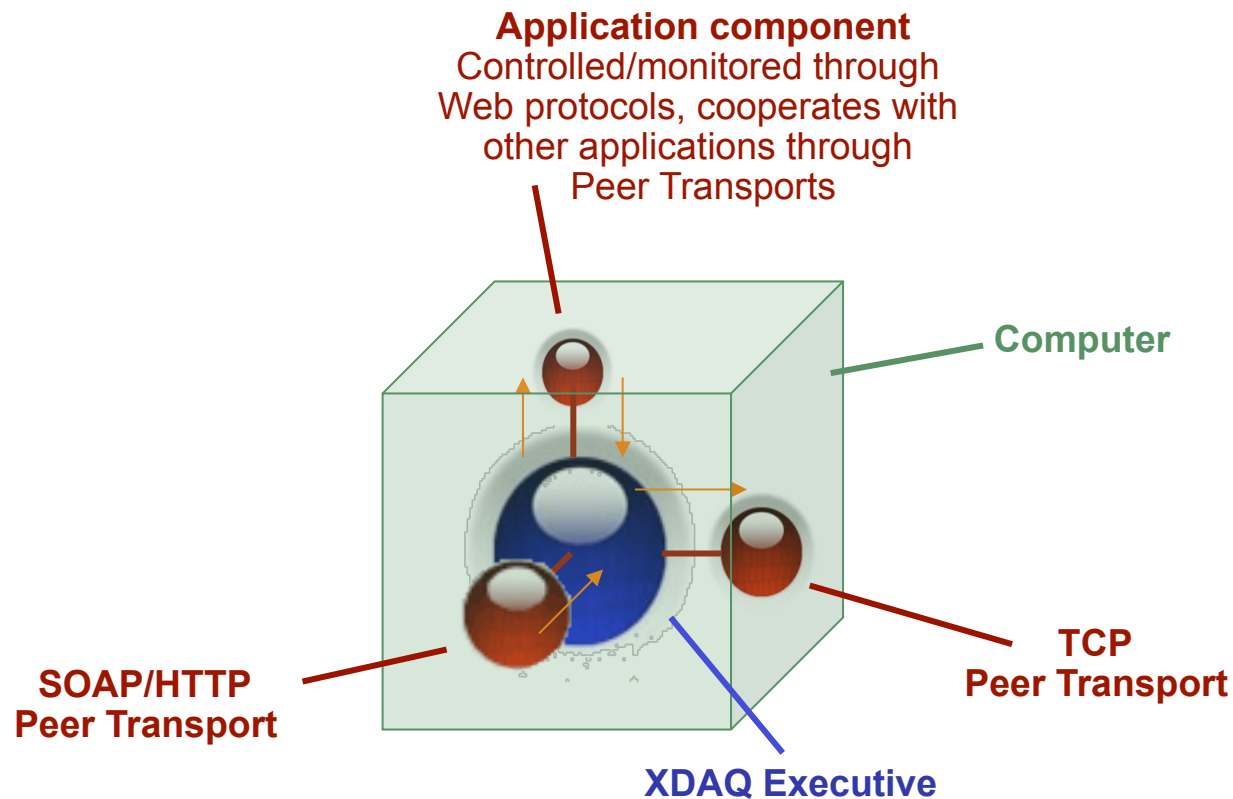 Application component
Controlled/monitored through
Web protocols, cooperates with
other applications through
Peer Transports
Computer
TCP
Peer Transport
SOAP/HTTP
Peer Transport
XDAQ Executive